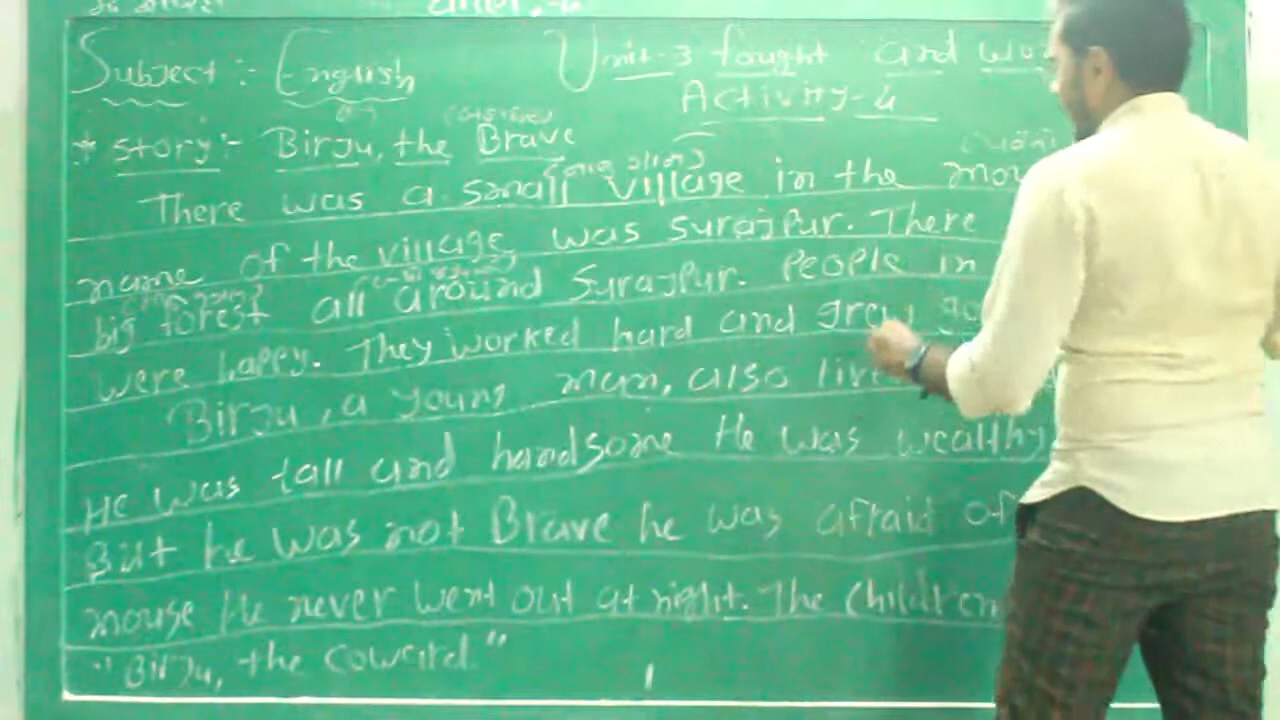 Subject :- English
Unit-3 fought and wo
Activity-4
* story:- Birju, the Brave
There was a small village in the mou
name of the village was surajpur. There
big forest all around Surajpur. People in
were happy. They worked hard and grew go
Birju, a young man, also live
He was tall and handsome He was wealthy
But he was not Brave he was afraid of
mouse He never went out at night. The children
"Birju, the coward"